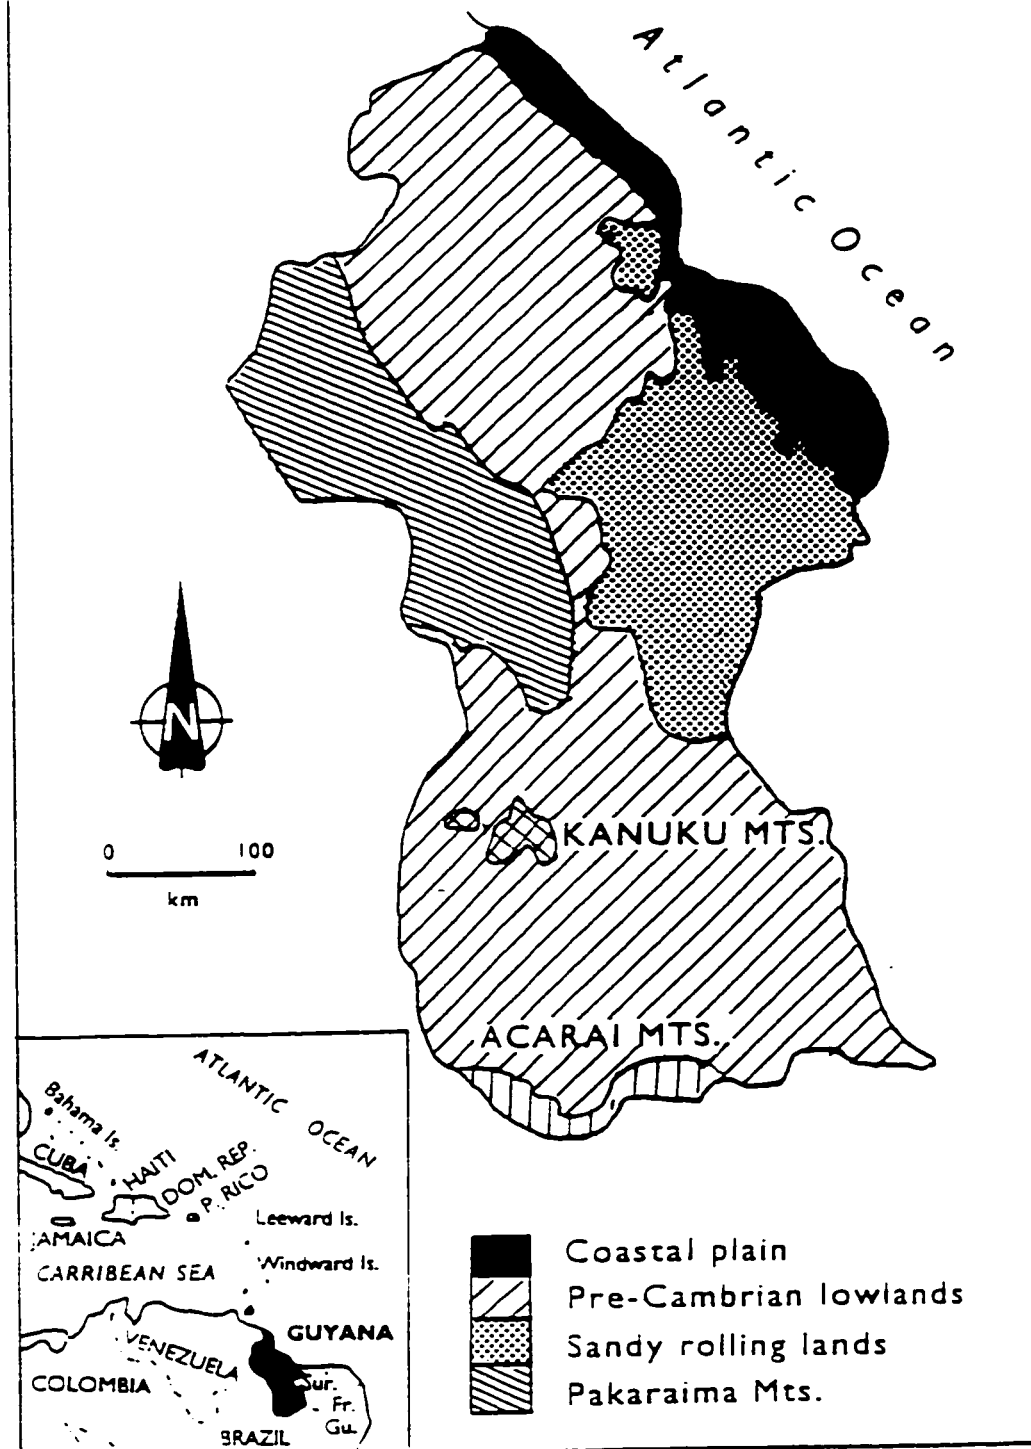 Atlantic Ocean
N
0 100
km
KANUKU MTS.
ACARAI MTS.
ATLANTIC OCEAN
Bahama Is.
CUBA
HAITI
DOM. REP.
P. RICO
JAMAICA
Leeward Is.
CARRIBEAN SEA
Windward Is.
GUYANA
VENEZUELA
COLOMBIA
Sur.
Fr.
Gu.
BRAZIL
Coastal plain
Pre-Cambrian lowlands
Sandy rolling lands
Pakaraima Mts.